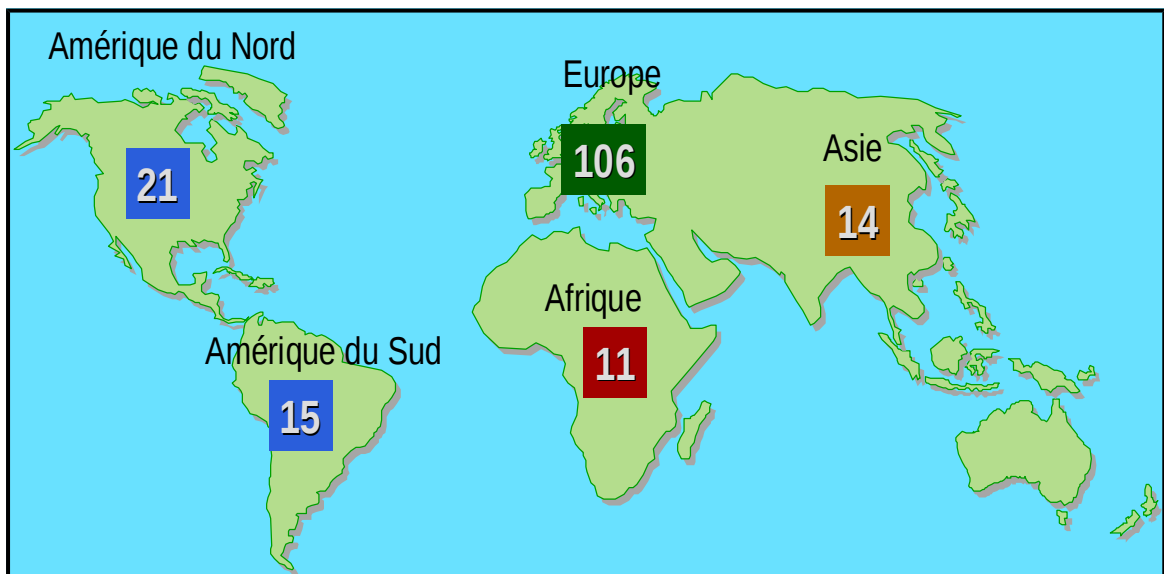 Amérique du Nord
21
Europe
106
Asie
14
Afrique
11
Amérique du Sud
15